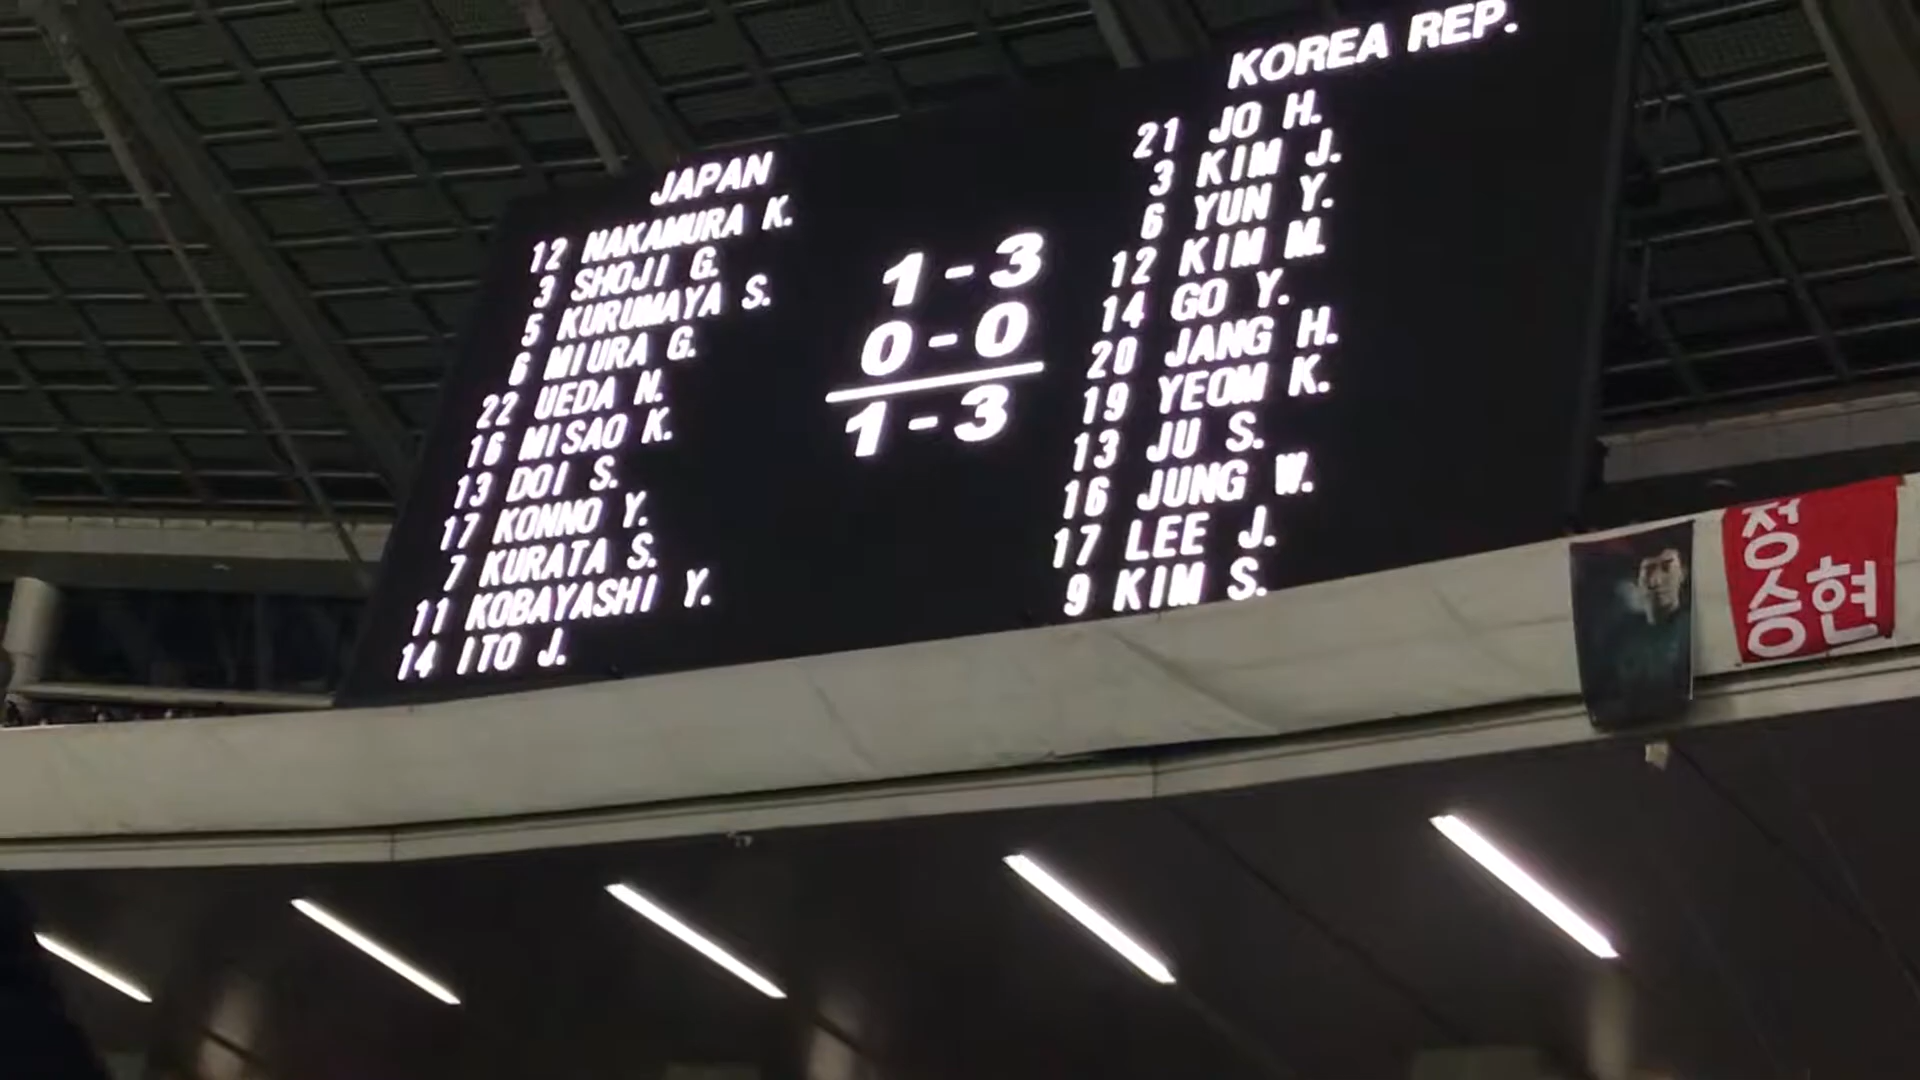 JAPAN
12 NAKAMURA K.
3 SHOJI G.
5 KURUMAYA S.
6 MIURA G.
22 UEDA N.
16 MISAO K.
13 DOI S.
17 KONNO Y.
7 KURATA S.
11 KOBAYASHI Y.
14 ITO J.
1 - 3
0 - 0
1 - 3
KOREA REP.
21 JO H.
3 KIM J.
6 YUN Y.
12 KIM M.
14 GO Y.
20 JANG H.
19 YEOM K.
13 JU S.
16 JUNG W.
17 LEE J.
9 KIM S.
정
승현